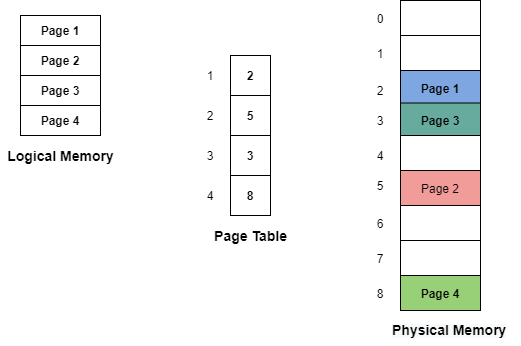 Page 1
Page 2
Page 3
Page 4
Logical Memory
1 2
2 5
3 3
4 8
Page Table
0
1
2 Page 1
3 Page 3
4
5 Page 2
6
7
8 Page 4
Physical Memory